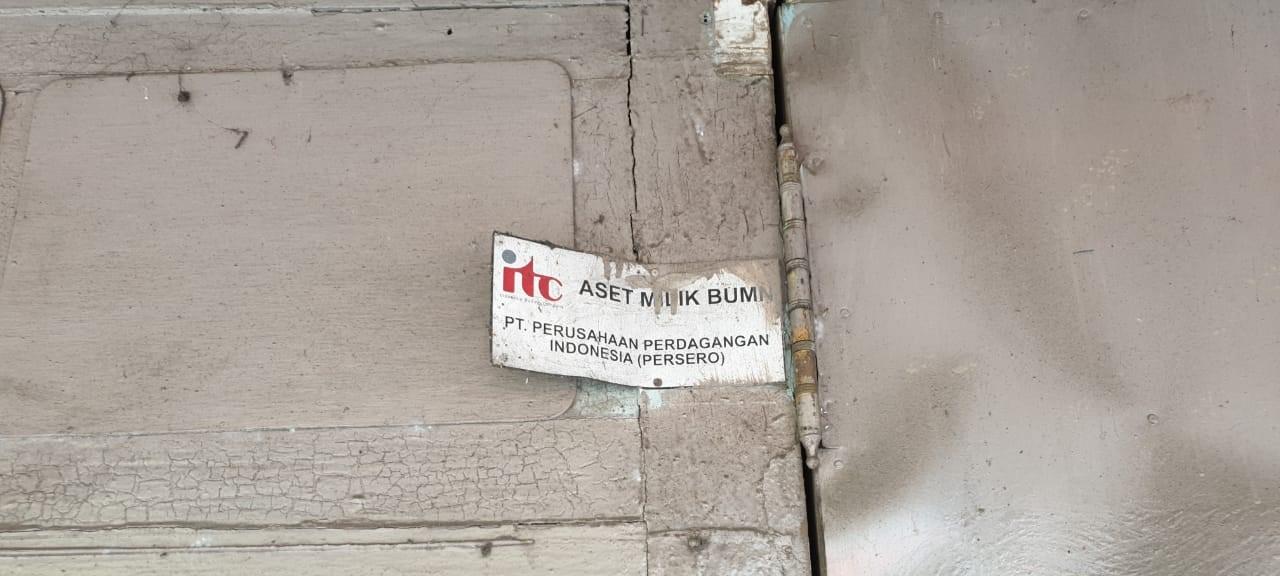 itc
ASET MILIK BUMN
PT. PERUSAHAAN PERDAGANGAN
INDONESIA (PERSERO)